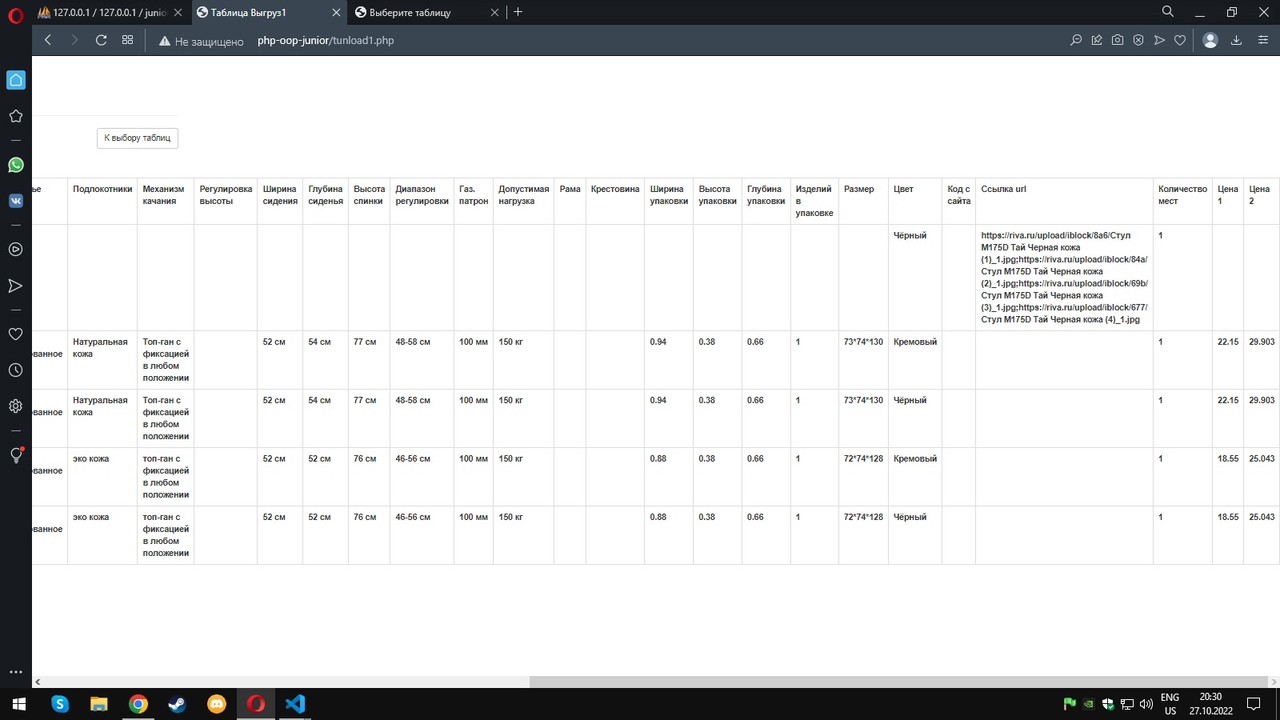 127.0.0.1 / 127.0.0.1 / junio
Таблица Выгруз1
Выберите таблицу
Не защищено php-oop-junior/tunload1.php
К выбору таблиц
ье Подлокотники Механизм качания Регулировка высоты Ширина сидения Глубина сиденья Высота спинки Диапазон регулировки Газ. патрон Допустимая нагрузка Рама Крестовина Ширина упаковки Высота упаковки Глубина упаковки Изделий в упаковке Размер Цвет Код с сайта Ссылка url Количество мест Цена 1 Цена 2
Чёрный https://riva.ru/upload/iblock/8a6/Стул 1
M175D Тай Черная кожа
(1)_1.jpg;https://riva.ru/upload/iblock/84a/
Стул M175D Тай Черная кожа
(2)_1.jpg;https://riva.ru/upload/iblock/69b/
Стул M175D Тай Черная кожа
(3)_1.jpg;https://riva.ru/upload/iblock/677/
Стул M175D Тай Черная кожа (4)_1.jpg
ованное Натуральная кожа Топ-ган с фиксацией в любом положении 52 см 54 см 77 см 48-58 см 100 мм 150 кг 0.94 0.38 0.66 1 73*74*130 Кремовый 1 22.15 29.903
ованное Натуральная кожа Топ-ган с фиксацией в любом положении 52 см 54 см 77 см 48-58 см 100 мм 150 кг 0.94 0.38 0.66 1 73*74*130 Чёрный 1 22.15 29.903
ованное эко кожа топ-ган с фиксацией в любом положении 52 см 52 см 76 см 46-56 см 100 мм 150 кг 0.88 0.38 0.66 1 72*74*128 Кремовый 1 18.55 25.043
ованное эко кожа топ-ган с фиксацией в любом положении 52 см 52 см 76 см 46-56 см 100 мм 150 кг 0.88 0.38 0.66 1 72*74*128 Чёрный 1 18.55 25.043
ENG 20:30
US 27.10.2022